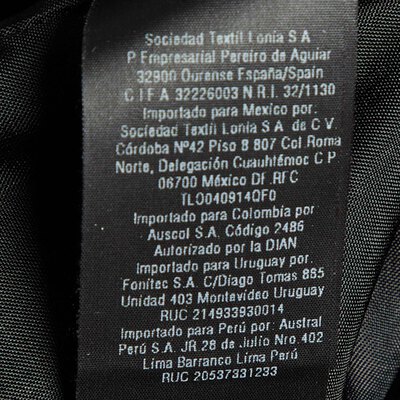 Sociedad Textil Lonia S A
P Empresarial Pereiro de Aguiar
32900 Ourense España/Spain
C I F A 32226003 N R I. 32/1130
Importado para Mexico por:
Sociedad Textil Lonia S.A. de C V
Córdoba Nº42 Piso 8 807 Col Roma
Norte, Delegación Cuauhtémoc C P
06700 México DF.RFC
TLO040914QF0
Importado para Colombia por
Auscol S.A. Código 2486
Autorizado por la DIAN
Importado para Uruguay por:
Fonitec S.A. C/Diago Tomas 865
Unidad 403 Montevideo Uruguay
RUC 214933930014
Importado para Perú por: Austral
Perú S.A. JR 28 de Julio Nro.402
Lima Barranco Lima Perú
RUC 20537331233